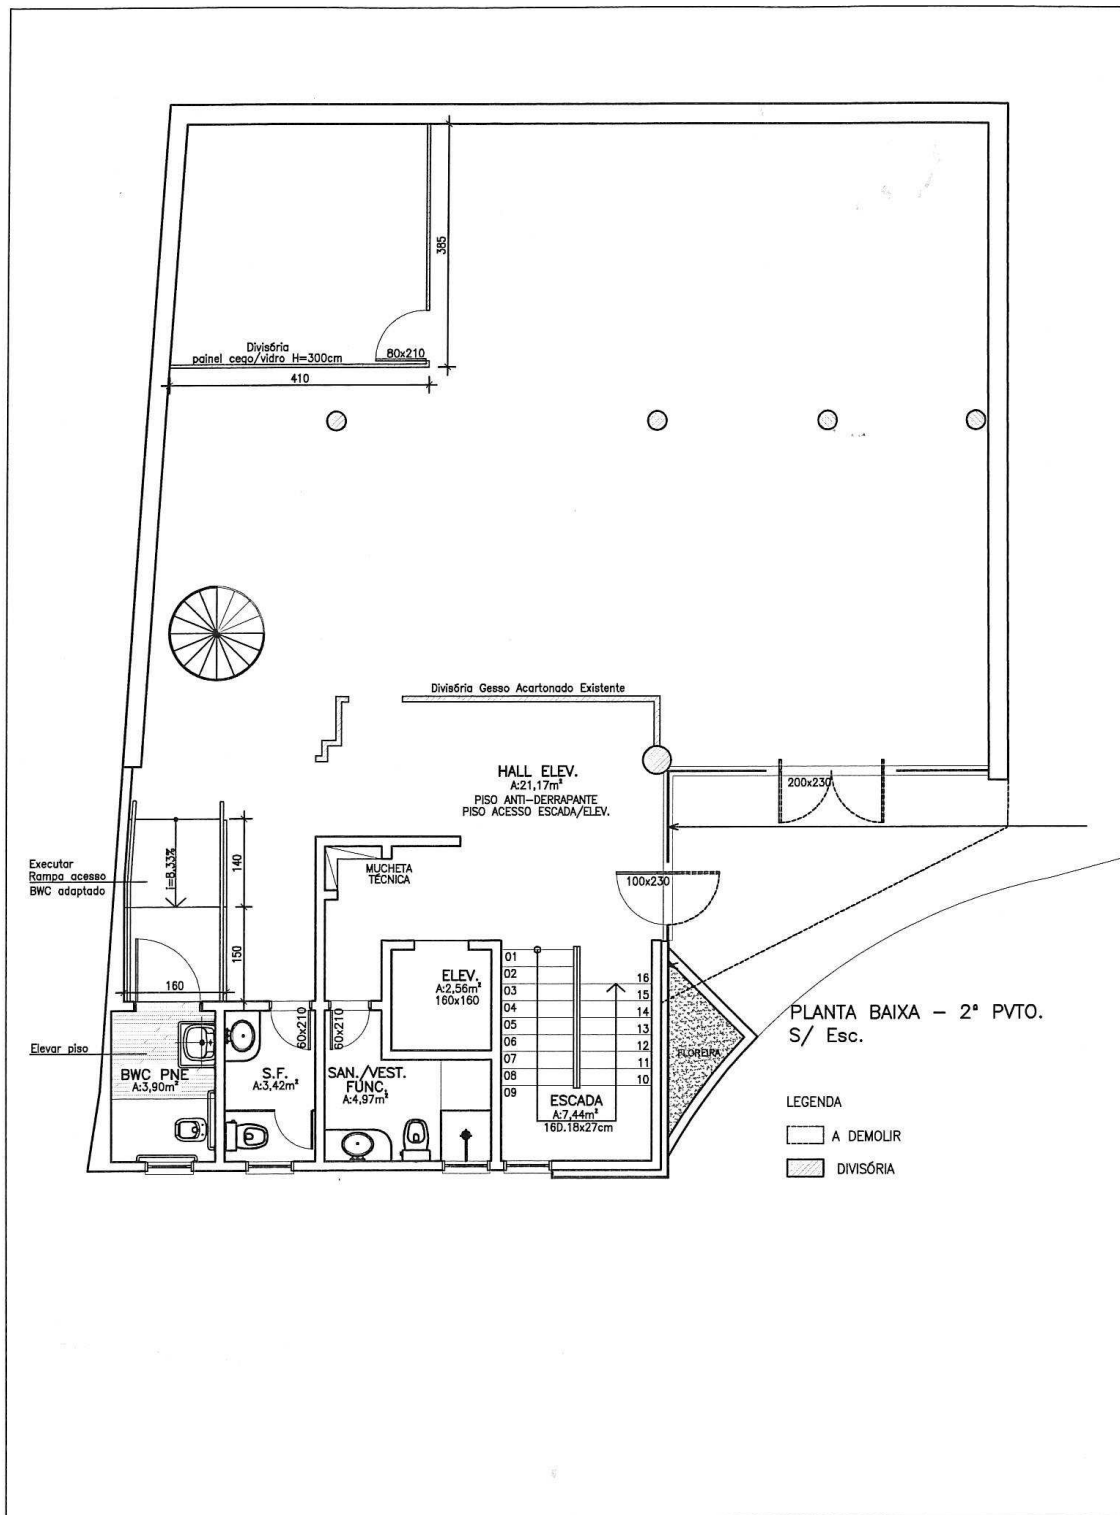 385
Divisória
painel cego/vidro H=300cm
80x210
410
Divisória Gesso Acartonado Existente
HALL ELEV.
A:21,17m²
PISO ANTI-DERRAPANTE
PISO ACESSO ESCADA/ELEV.
200x230
Executar
Rampa acesso
BWC adaptado
i=8.33%
140
MUCHETA
TÉCNICA
100x230
150
160
ELEV.
A:2,56m²
160x160
01
02
03
04
05
06
07
08
09
16
15
14
13
12
11
10
60x210
60x210
Elevar piso
BWC PNE
A:3,90m²
S.F.
A:3,42m²
SAN./VEST.
FUNC.
A:4,97m²
ESCADA
A:7,44m²
16D.18x27cm
FLOREIRA
PLANTA BAIXA - 2º PVTO.
S/ Esc.
LEGENDA
A DEMOLIR
DIVISÓRIA